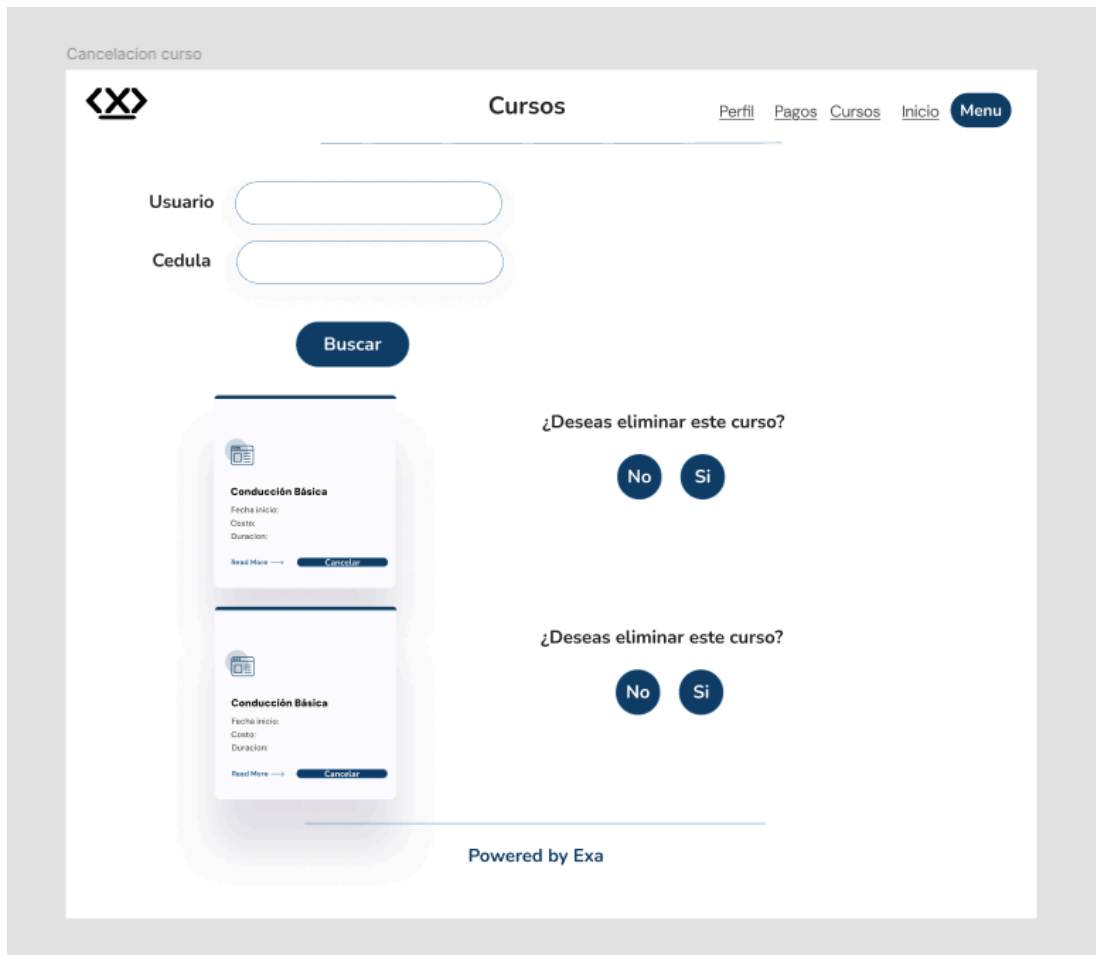 Cancelacion curso
<X>
Cursos
Perfil Pagos Cursos Inicio Menu
Usuario
Cedula
Buscar
Conducción Básica
Fecha inicio:
Costo:
Duracion:
Read More
Cancelar
¿Deseas eliminar este curso?
No Si
Conducción Básica
Fecha inicio:
Costo:
Duracion:
Read More
Cancelar
¿Deseas eliminar este curso?
No Si
Powered by Exa